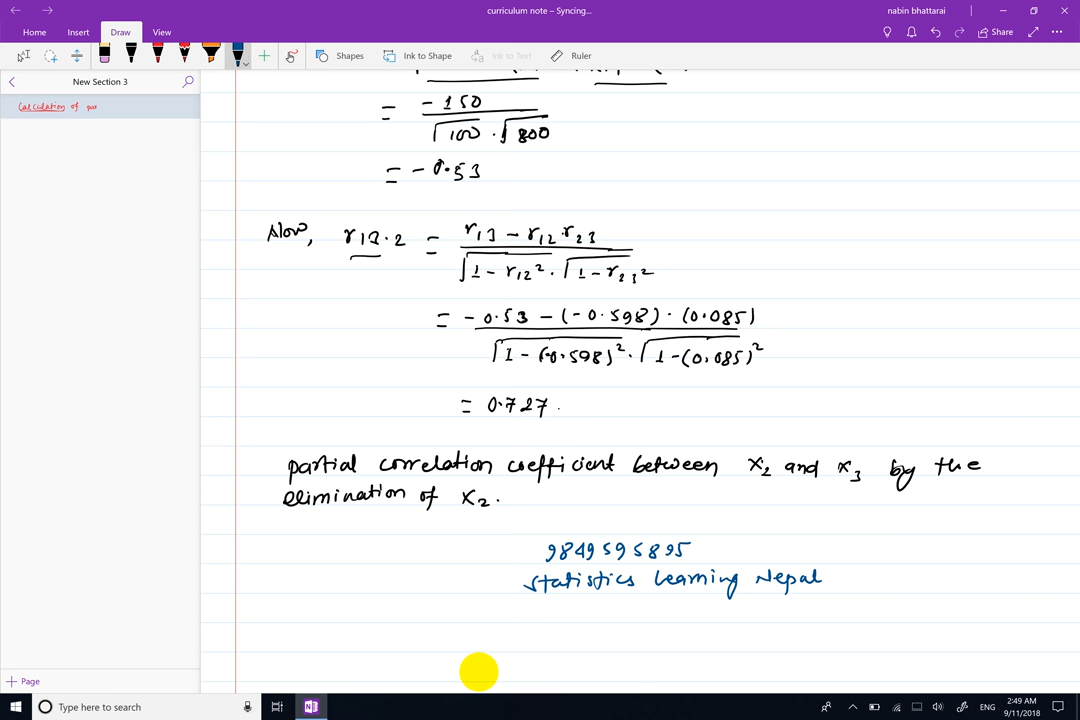 curriculum note – Syncing...
nabin bhattarai
Home Insert Draw View
Share
Shapes Ink to Shape Ink to Text Ruler
New Section 3
Calculation of par
= -150 / √100 . √800
= - 0.53
Now, r13.2 = r13 - r12.r23 / √1 - r12² . √1 - r23²
= -0.53 - (-0.598) . (0.085) / √1 - (-0.598)² . √1 - (0.085)²
= 0.727.
partial correlation coefficient between x2 and x3 by the
elimination of x2.
9849595895
Statistics Learning Nepal
+ Page
Type here to search
ENG
2:49 AM
9/11/2018